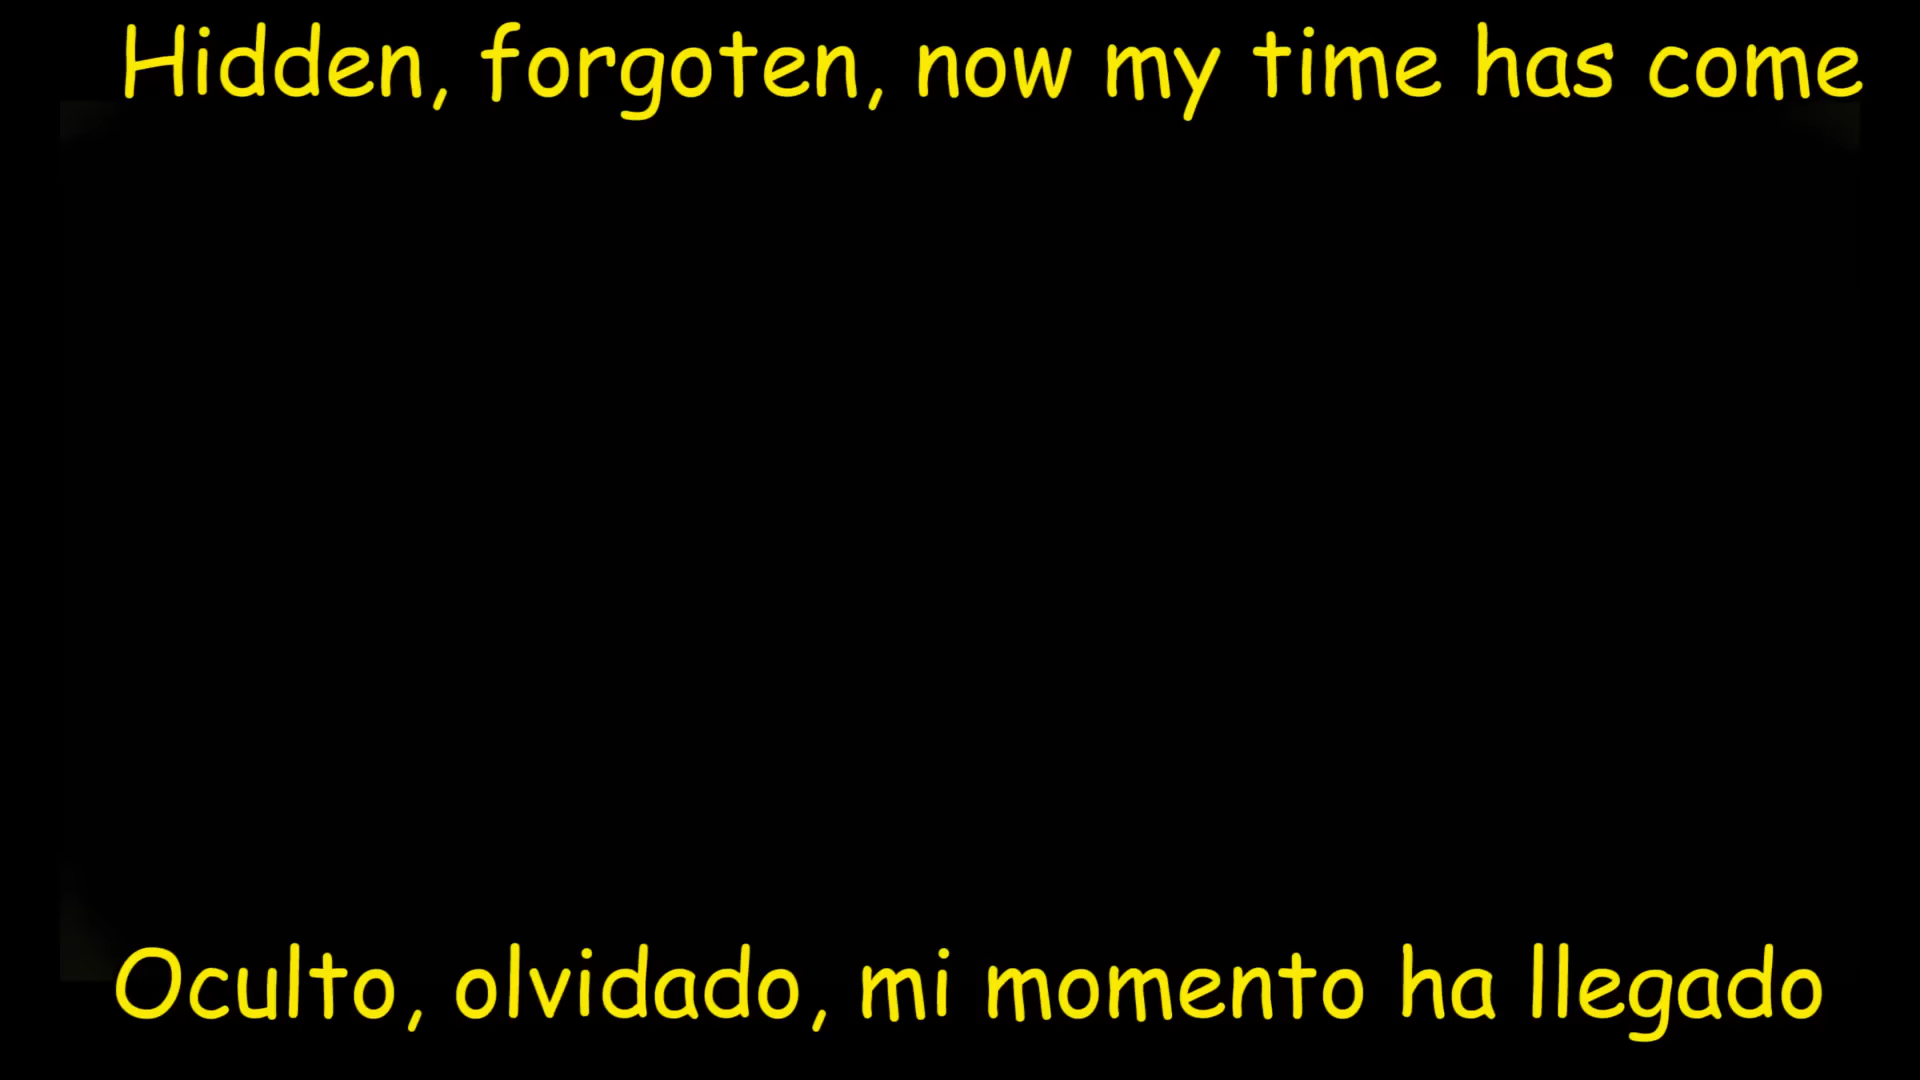 Hidden, forgoten, now my time has come
Oculto, olvidado, mi momento ha llegado